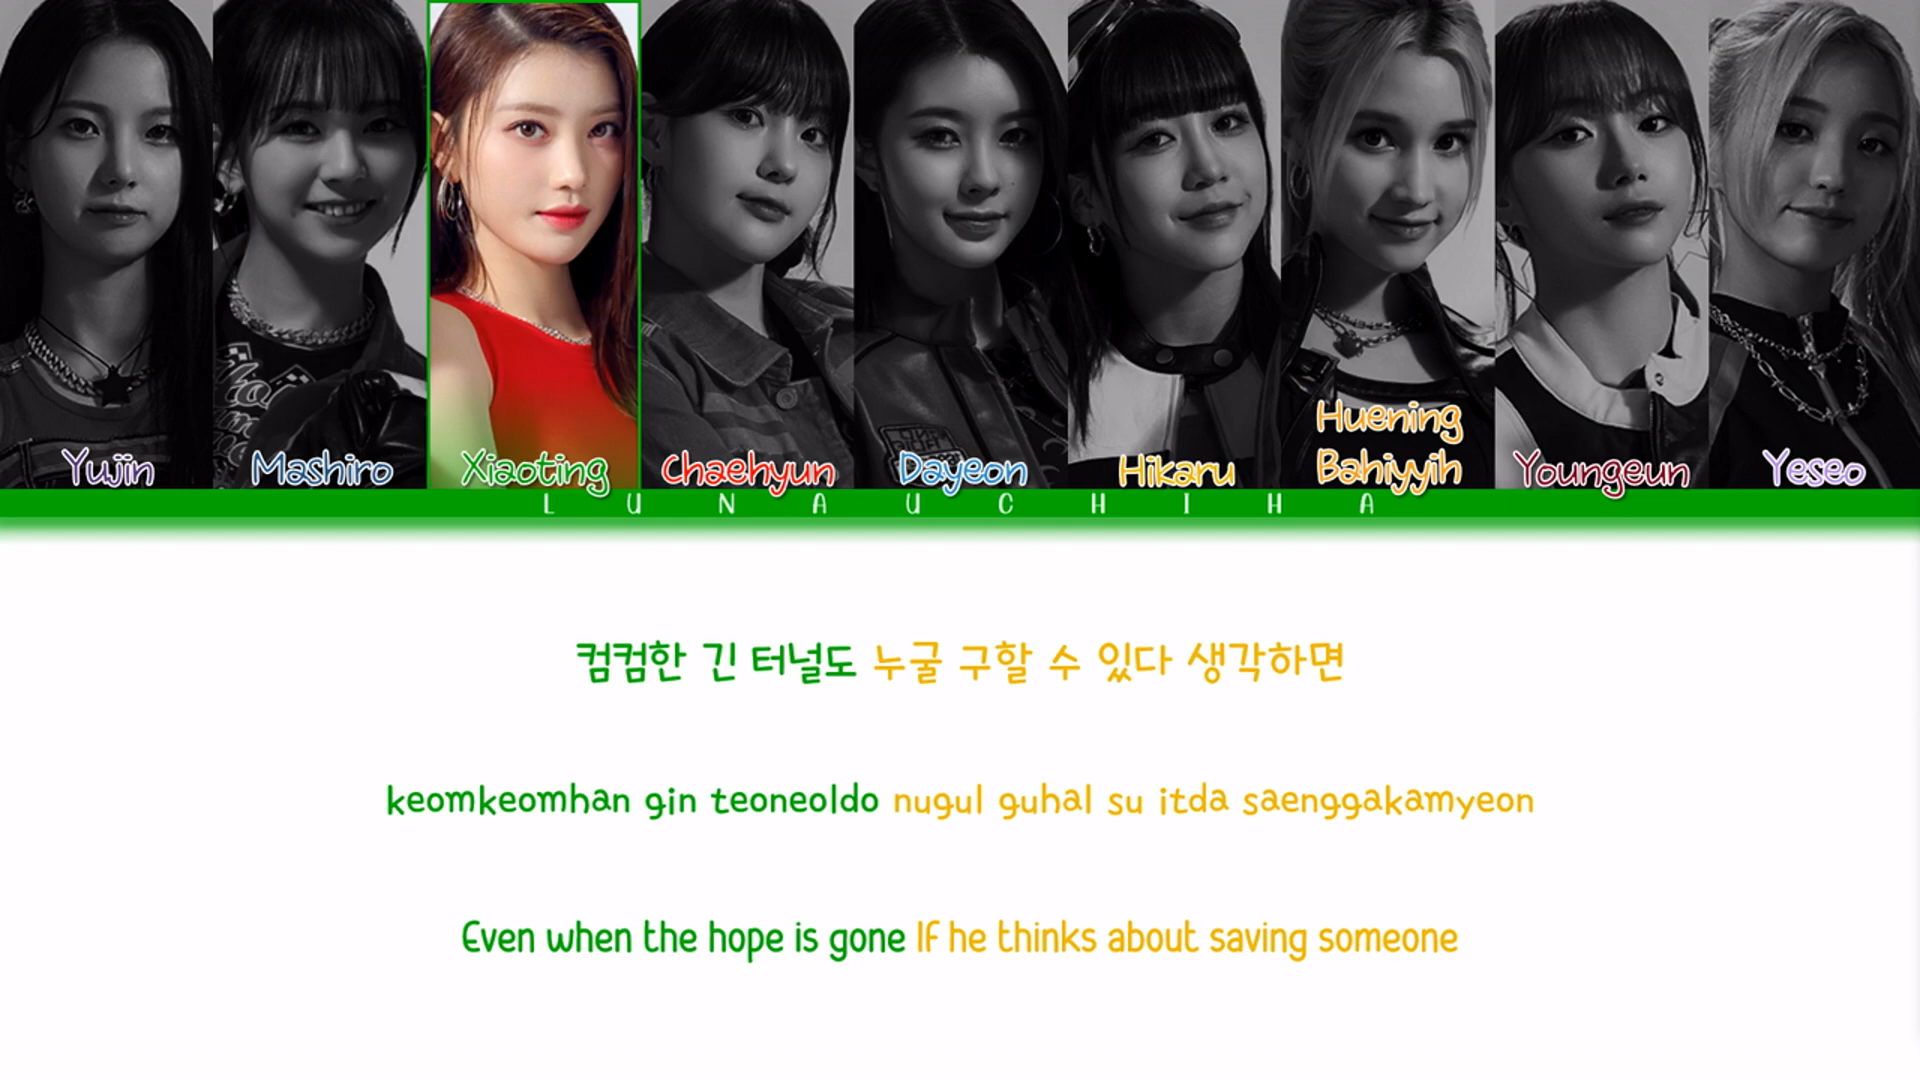 Yujin
Mashiro
Xiaoting
Chaehyun
Dayeon
Hikaru
Huening
Bahiyyih
Youngeun
Yeseo
LUNAUCHIHA
컴컴한 긴 터널도 누굴 구할 수 있다 생각하면
keomkeomhan gin teoneoldo nugul guhal su itda saenggakamyeon
Even when the hope is gone If he thinks about saving someone